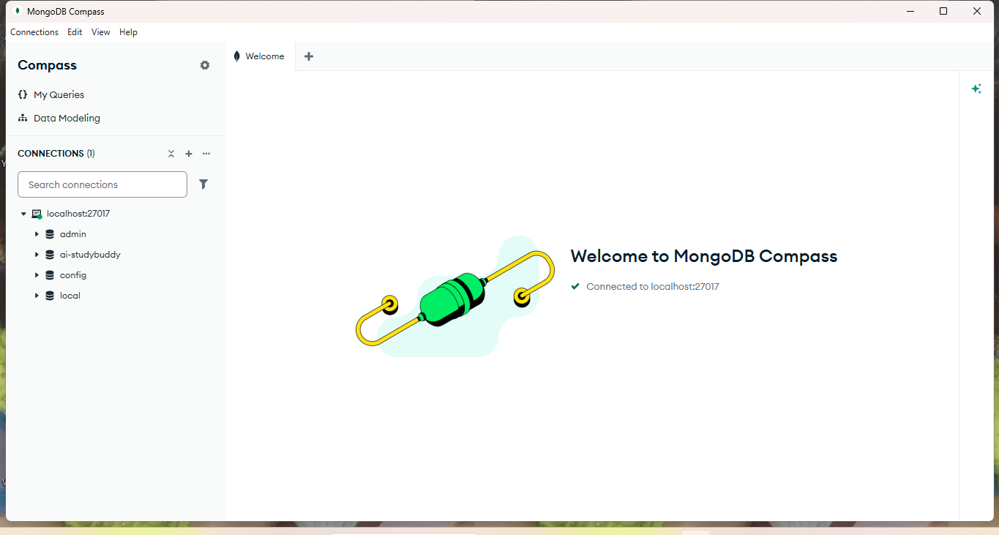 MongoDB Compass
Connections Edit View Help
Compass
Welcome
My Queries
Data Modeling
CONNECTIONS (1)
Search connections
localhost:27017
admin
ai-studybuddy
config
local
Welcome to MongoDB Compass
Connected to localhost:27017